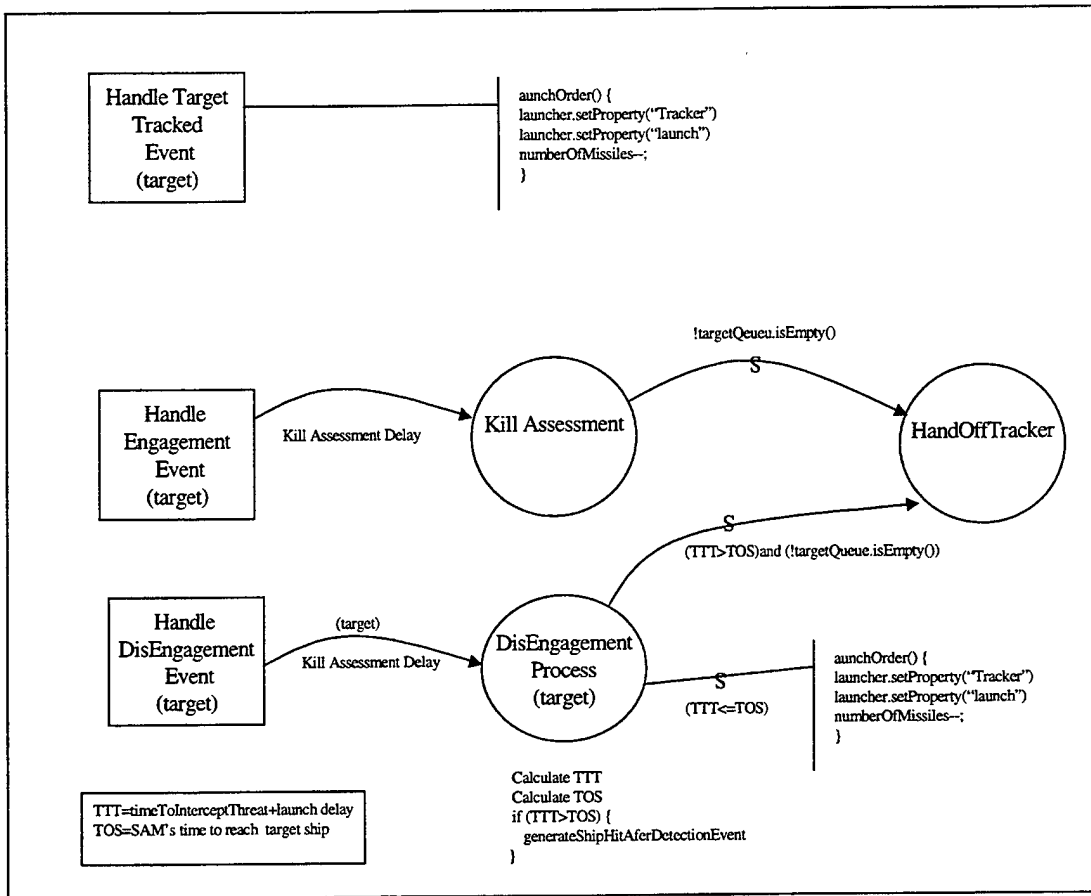 Handle Target
Tracked
Event
(target)
aunchOrder() {
launcher.setProperty("Tracker")
launcher.setProperty("launch")
numberOfMissiles--;
}
!targetQeueu.isEmpty()
S
Handle
Engagement
Event
(target)
Kill Assessment Delay
Kill Assessment
HandOffTracker
S
(TTT>TOS)and (!targetQueue.isEmpty())
Handle
DisEngagement
Event
(target)
(target)
Kill Assessment Delay
DisEngagement
Process
(target)
S
(TTT<=TOS)
aunchOrder() {
launcher.setProperty("Tracker")
launcher.setProperty("launch")
numberOfMissiles--;
}
Calculate TTT
Calculate TOS
if (TTT>TOS) {
generateShipHitAferDetectionEvent
}
TTT=timeToInterceptThreat+launch delay
TOS=SAM's time to reach target ship